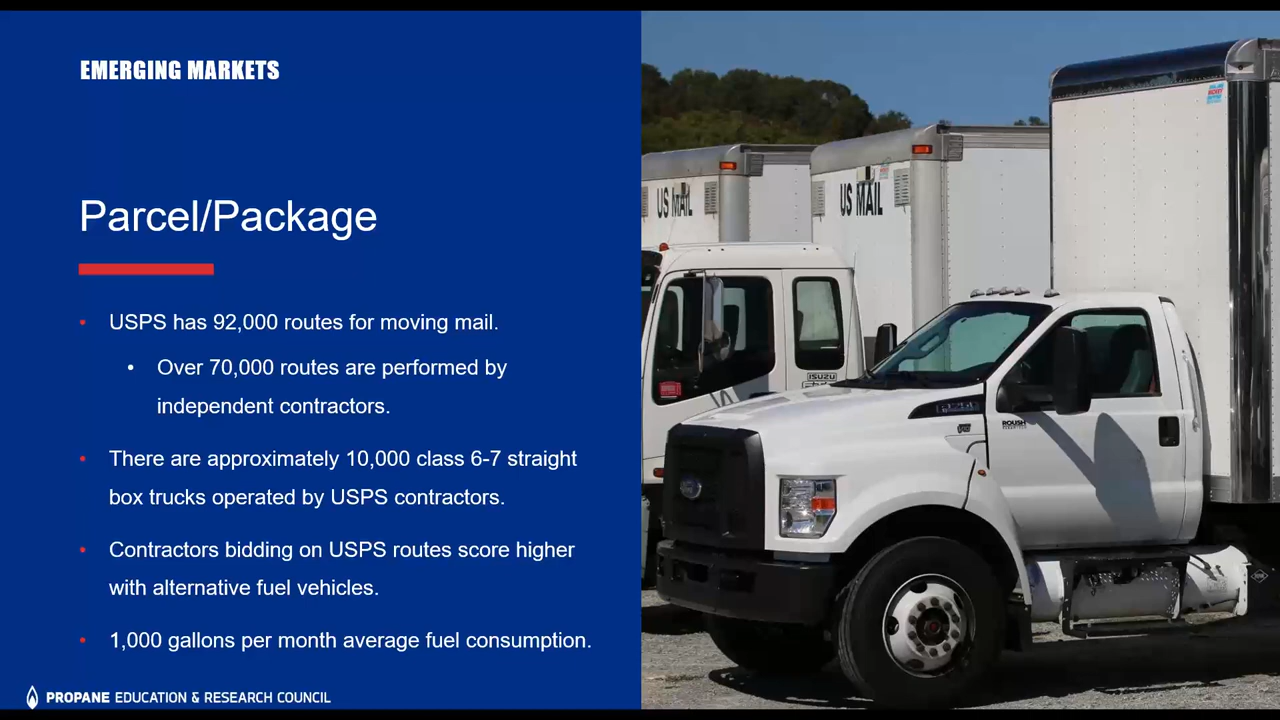 EMERGING MARKETS
Parcel/Package
• USPS has 92,000 routes for moving mail.
• Over 70,000 routes are performed by
independent contractors.
• There are approximately 10,000 class 6-7 straight
box trucks operated by USPS contractors.
• Contractors bidding on USPS routes score higher
with alternative fuel vehicles.
• 1,000 gallons per month average fuel consumption.
PROPANE EDUCATION & RESEARCH COUNCIL
US MAIL
US MAIL
ISUZU
ROUSH